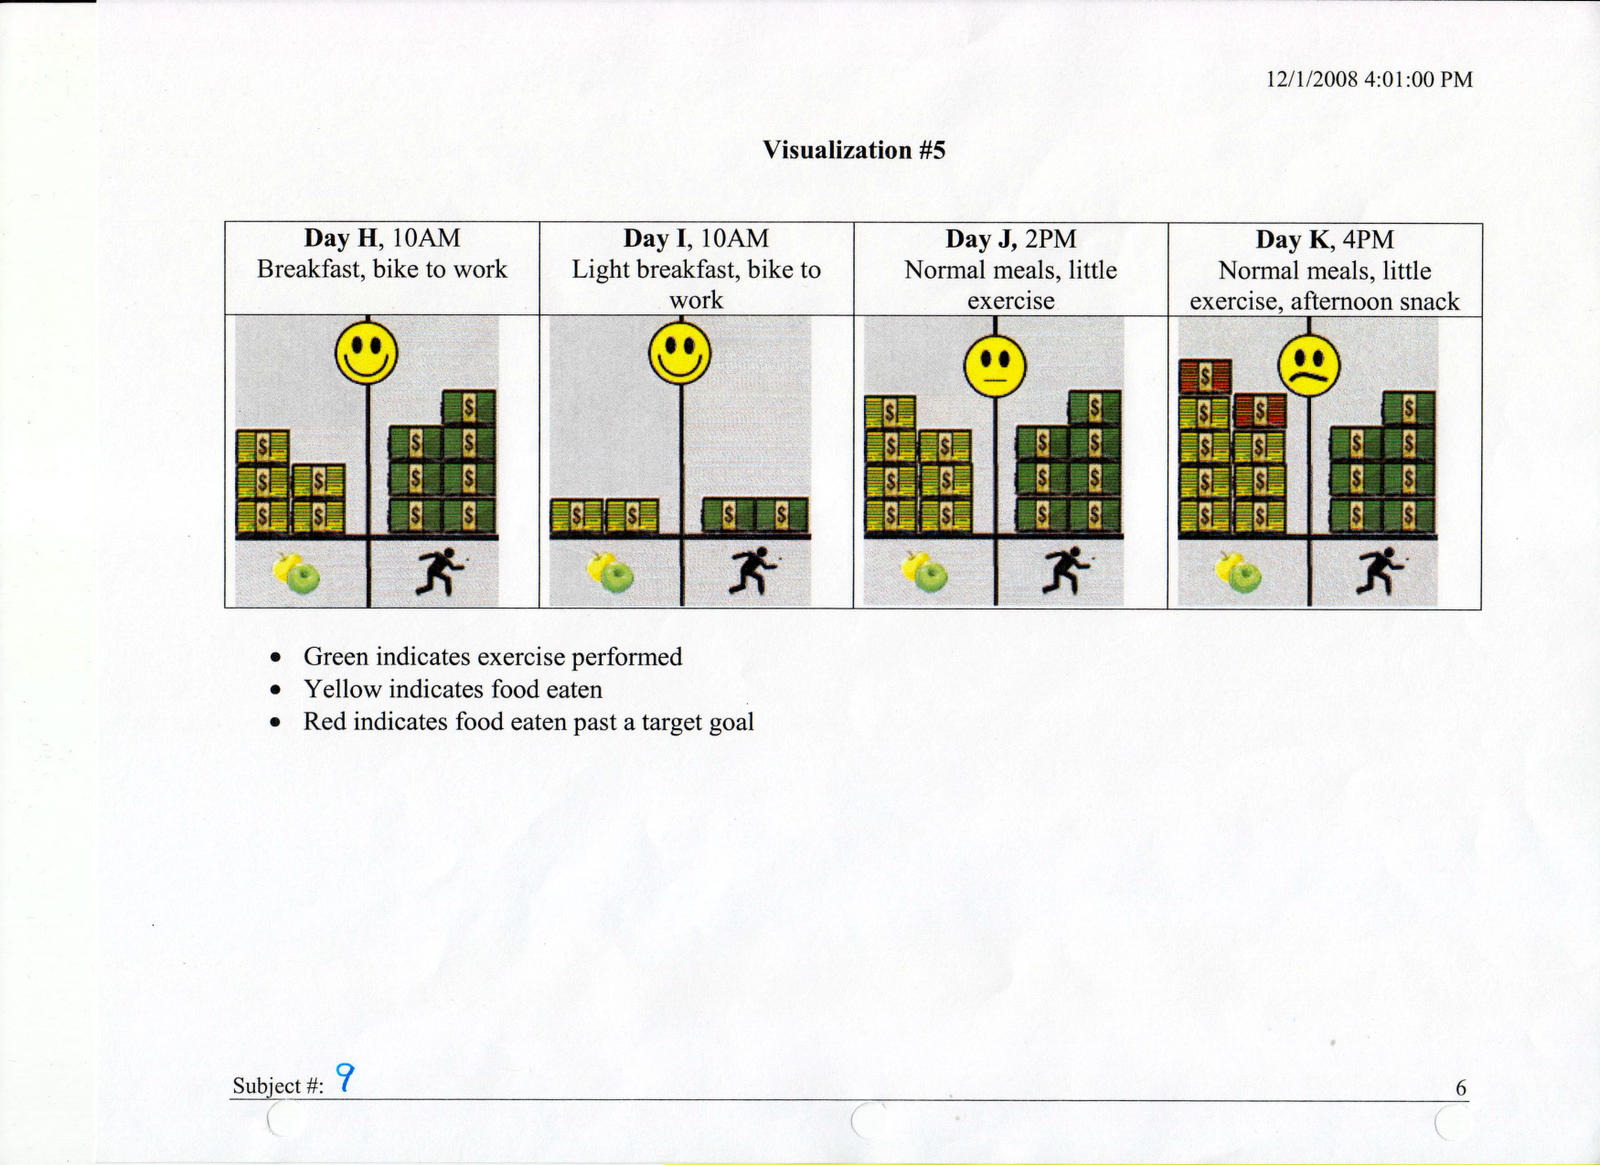 12/1/2008 4:01:00 PM
Visualization #5
Day H, 10AM
Breakfast, bike to work
Day I, 10AM
Light breakfast, bike to
work
Day J, 2PM
Normal meals, little
exercise
Day K, 4PM
Normal meals, little
exercise, afternoon snack
• Green indicates exercise performed
• Yellow indicates food eaten
• Red indicates food eaten past a target goal
Subject #: 9
6